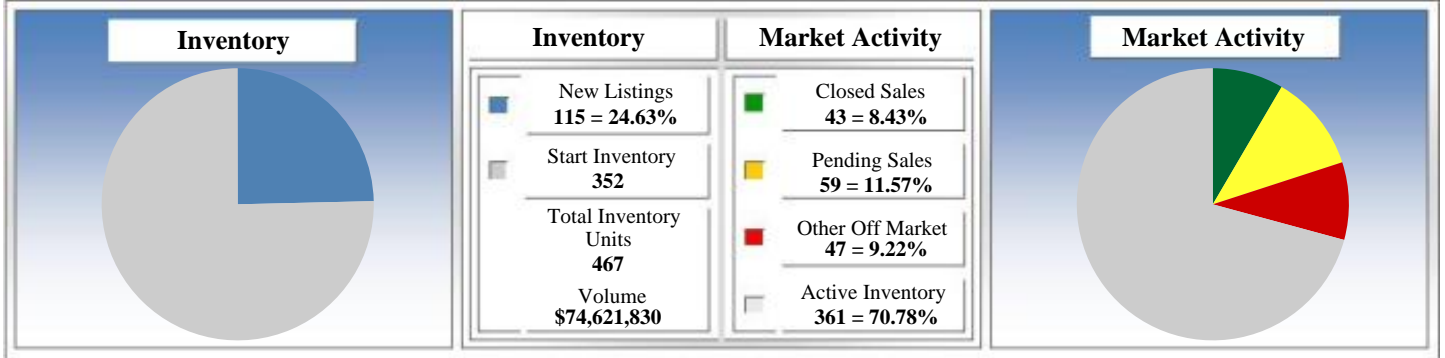 Inventory
Inventory
Market Activity
New Listings
115 = 24.63%
Start Inventory
352
Total Inventory
Units
467
Volume
$74,621,830
Closed Sales
43 = 8.43%
Pending Sales
59 = 11.57%
Other Off Market
47 = 9.22%
Active Inventory
361 = 70.78%
Market Activity